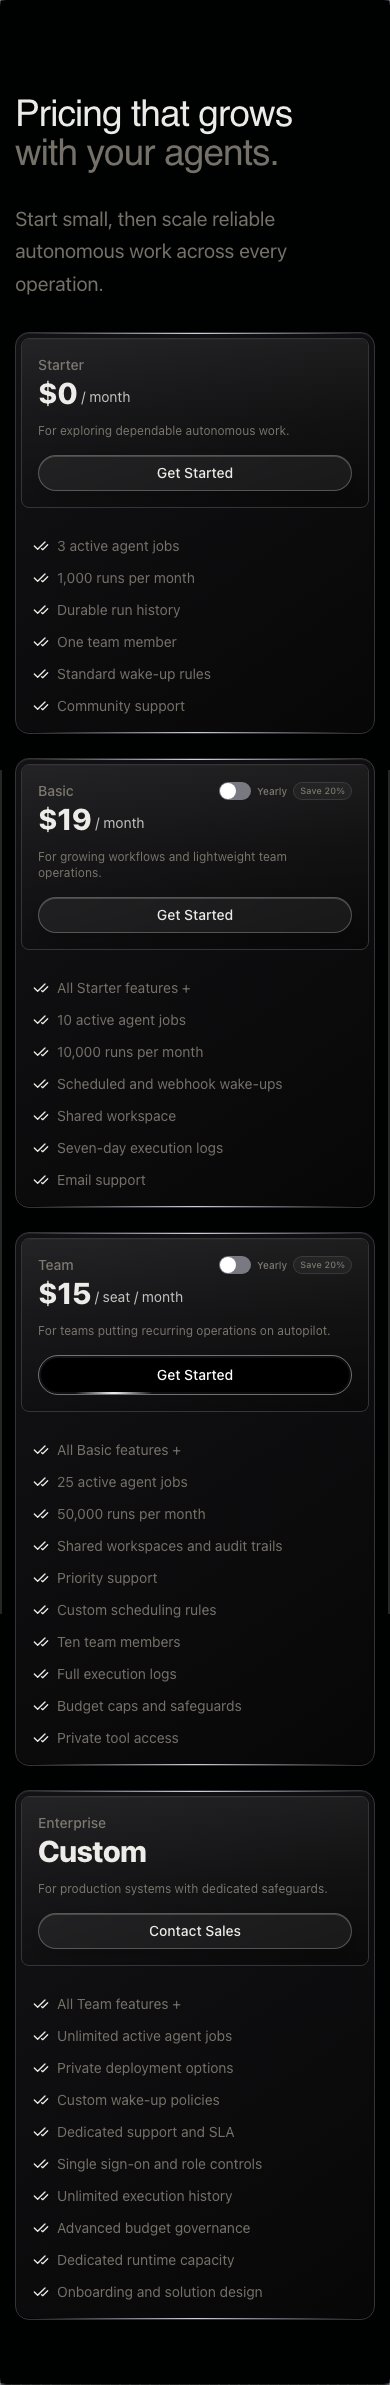 Pricing that grows
with your agents.
Start small, then scale reliable
autonomous work across every
operation.
Starter
$0 / month
For exploring dependable autonomous work.
Get Started
3 active agent jobs
1,000 runs per month
Durable run history
One team member
Standard wake-up rules
Community support
Basic
Yearly
Save 20%
$19 / month
For growing workflows and lightweight team
operations.
Get Started
All Starter features +
10 active agent jobs
10,000 runs per month
Scheduled and webhook wake-ups
Shared workspace
Seven-day execution logs
Email support
Team
Yearly
Save 20%
$15 / seat / month
For teams putting recurring operations on autopilot.
Get Started
All Basic features +
25 active agent jobs
50,000 runs per month
Shared workspaces and audit trails
Priority support
Custom scheduling rules
Ten team members
Full execution logs
Budget caps and safeguards
Private tool access
Enterprise
Custom
For production systems with dedicated safeguards.
Contact Sales
All Team features +
Unlimited active agent jobs
Private deployment options
Custom wake-up policies
Dedicated support and SLA
Single sign-on and role controls
Unlimited execution history
Advanced budget governance
Dedicated runtime capacity
Onboarding and solution design